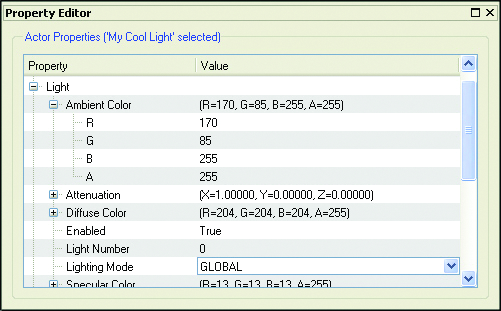 Property Editor
Actor Properties ('My Cool Light' selected)
Property Value
Light
Ambient Color (R=170, G=85, B=255, A=255)
R 170
G 85
B 255
A 255
Attenuation (X=1.00000, Y=0.00000, Z=0.00000)
Diffuse Color (R=204, G=204, B=204, A=255)
Enabled True
Light Number 0
Lighting Mode GLOBAL
Specular Color (R=13, G=13, B=13, A=255)